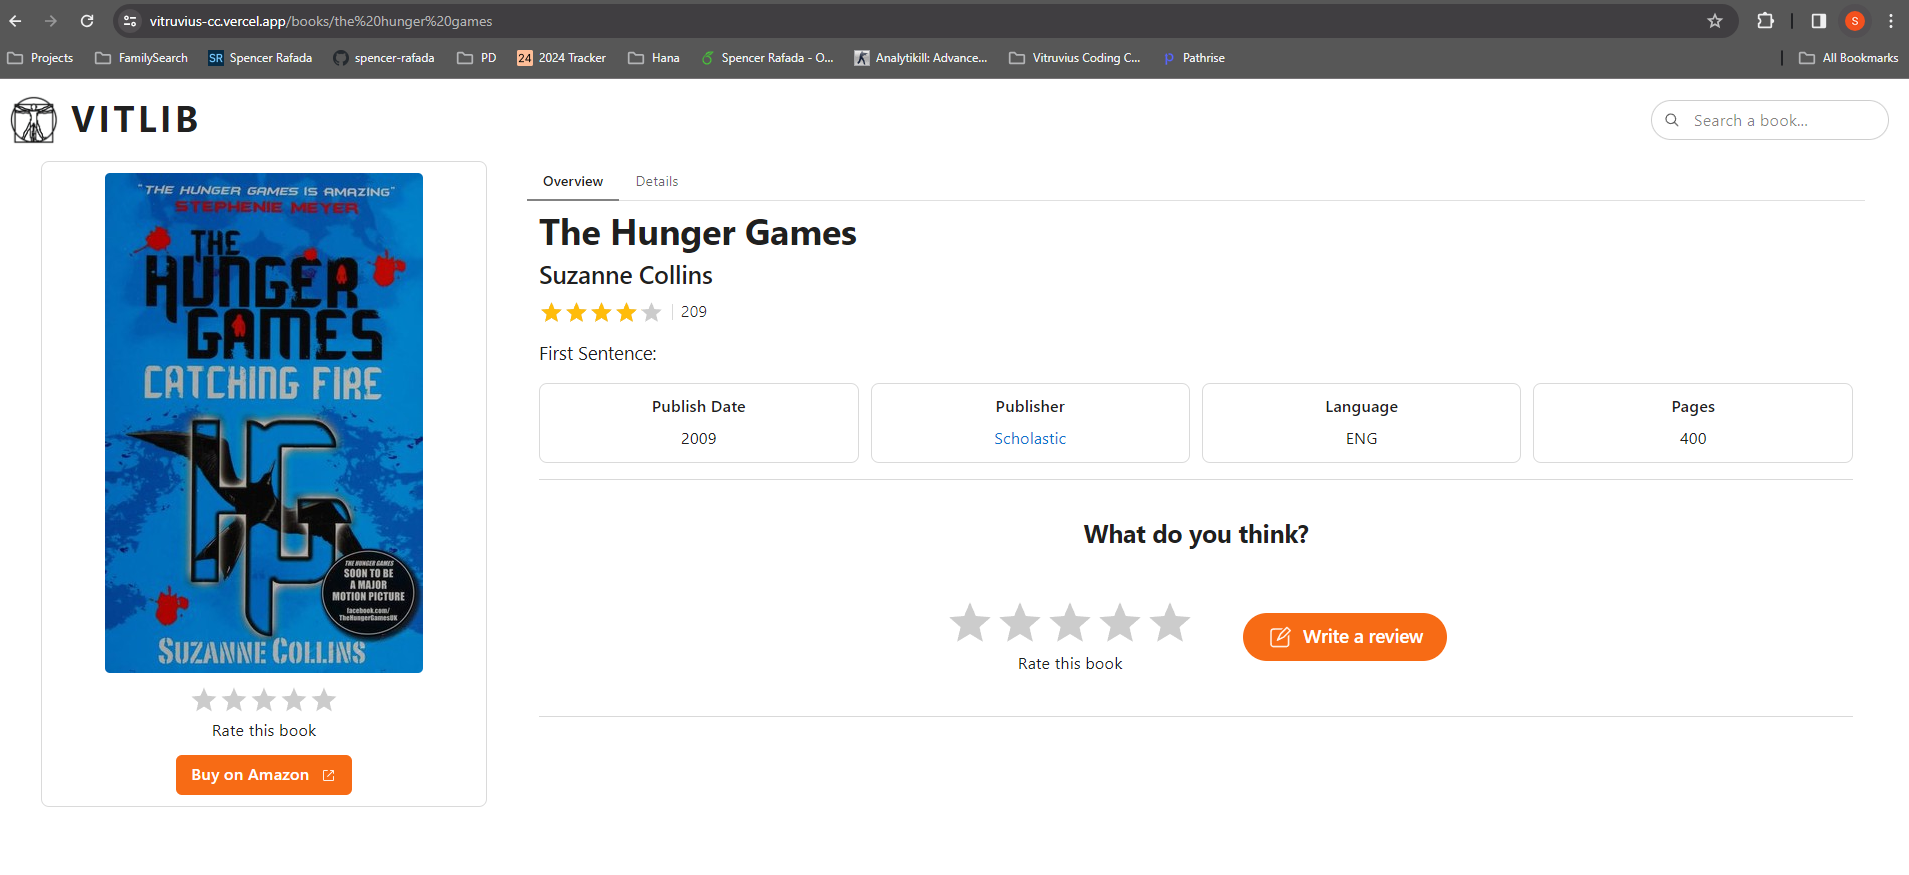 vitruvius-cc.vercel.app/books/the%20hunger%20games
S
Projects
FamilySearch
SR Spencer Rafada
spencer-rafada
PD
24 2024 Tracker
Hana
Spencer Rafada - O...
Analytikill: Advance...
Vitruvius Coding C...
Pathrise
All Bookmarks
VITLIB
Search a book...
"THE HUNGER GAMES IS AMAZING"
STEPHENIE MEYER
THE
HUNGER
GAMES
CATCHING FIRE
THE HUNGER GAMES
SOON TO BE
A MAJOR
MOTION PICTURE
facebook.com/
TheHungerGamesUK
SUZANNE COLLINS
Rate this book
Buy on Amazon
Overview
Details
The Hunger Games
Suzanne Collins
209
First Sentence:
Publish Date
2009
Publisher
Scholastic
Language
ENG
Pages
400
What do you think?
Rate this book
Write a review